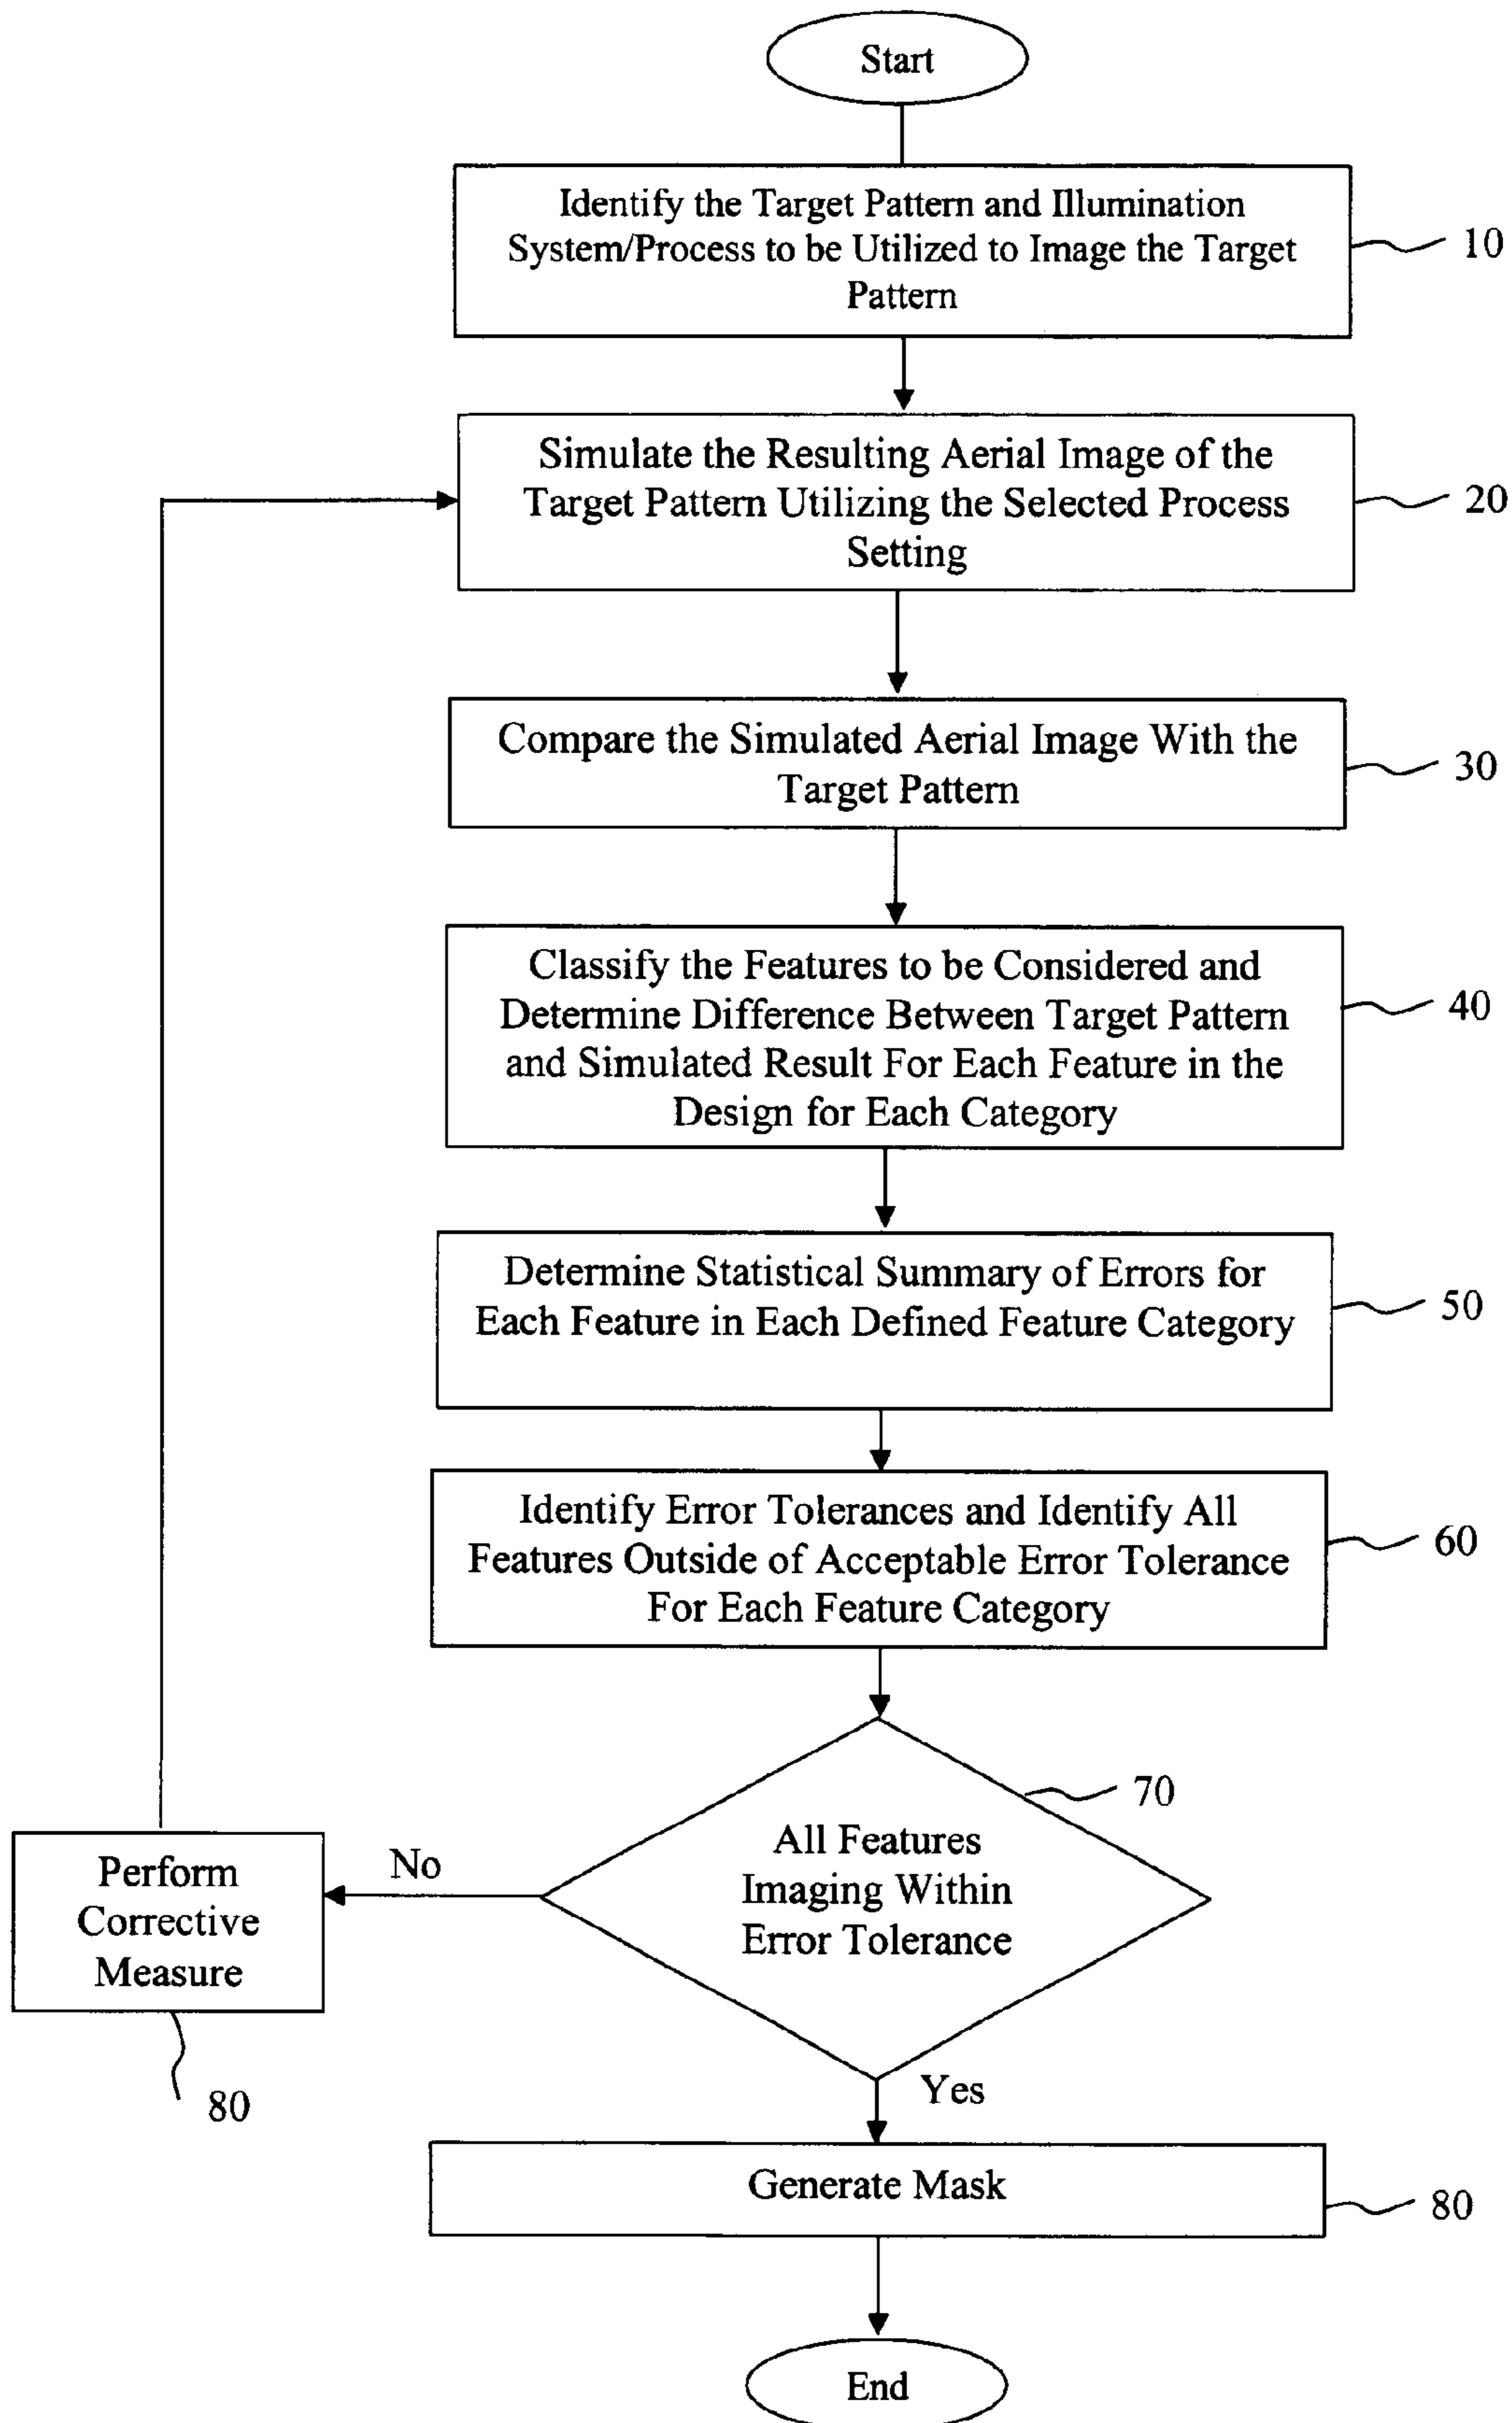 Start
Identify the Target Pattern and Illumination
System/Process to be Utilized to Image the Target
Pattern
10
Simulate the Resulting Aerial Image of the
Target Pattern Utilizing the Selected Process
Setting
20
Compare the Simulated Aerial Image With the
Target Pattern
30
Classify the Features to be Considered and
Determine Difference Between Target Pattern
and Simulated Result For Each Feature in the
Design for Each Category
40
Determine Statistical Summary of Errors for
Each Feature in Each Defined Feature Category
50
Identify Error Tolerances and Identify All
Features Outside of Acceptable Error Tolerance
For Each Feature Category
60
All Features
Imaging Within
Error Tolerance
70
No
Perform
Corrective
Measure
80
Yes
Generate Mask
80
End